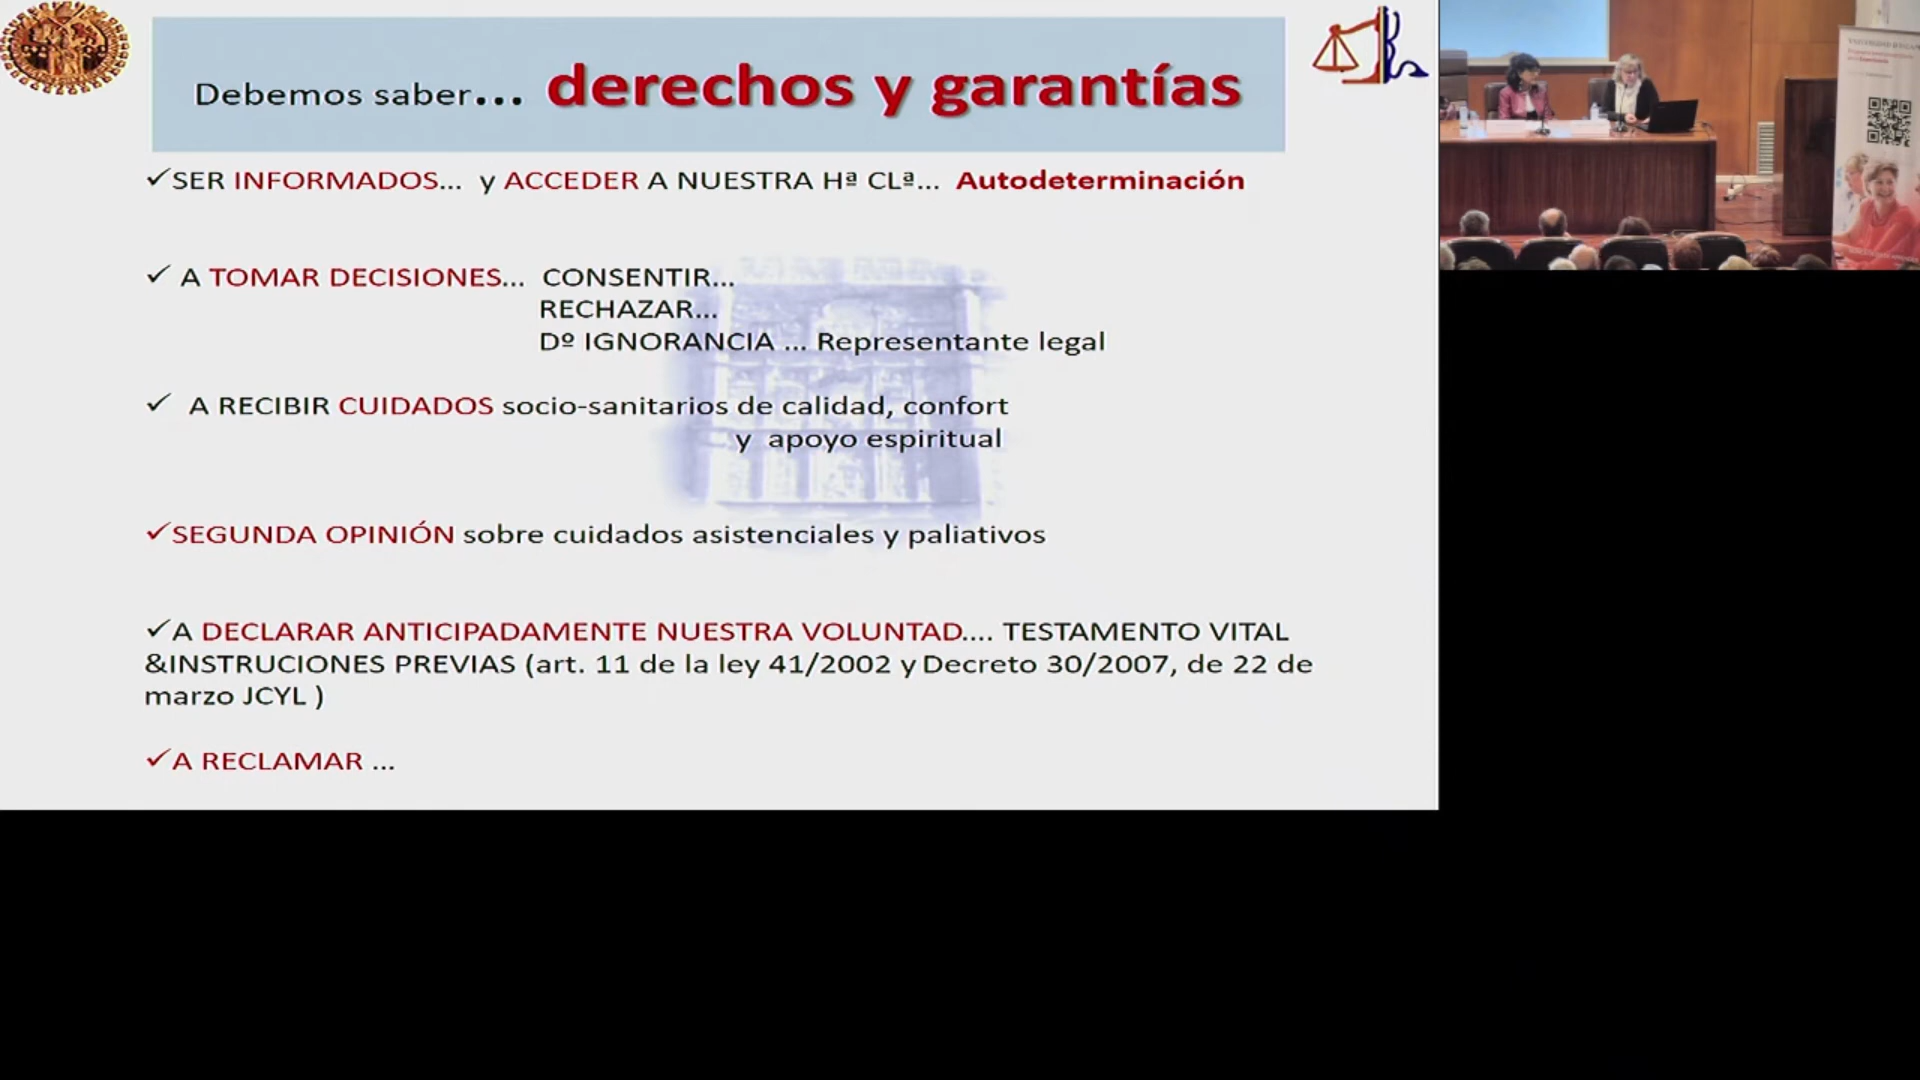 Debemos saber... derechos y garantías
✓SER INFORMADOS... y ACCEDER A NUESTRA Hª CLª... Autodeterminación
✓ A TOMAR DECISIONES... CONSENTIR...
RECHAZAR...
Dº IGNORANCIA ... Representante legal
✓ A RECIBIR CUIDADOS socio-sanitarios de calidad, confort
y apoyo espiritual
✓SEGUNDA OPINIÓN sobre cuidados asistenciales y paliativos
✓A DECLARAR ANTICIPADAMENTE NUESTRA VOLUNTAD.... TESTAMENTO VITAL
&INSTRUCIONES PREVIAS (art. 11 de la ley 41/2002 y Decreto 30/2007, de 22 de
marzo JCYL )
✓A RECLAMAR ...